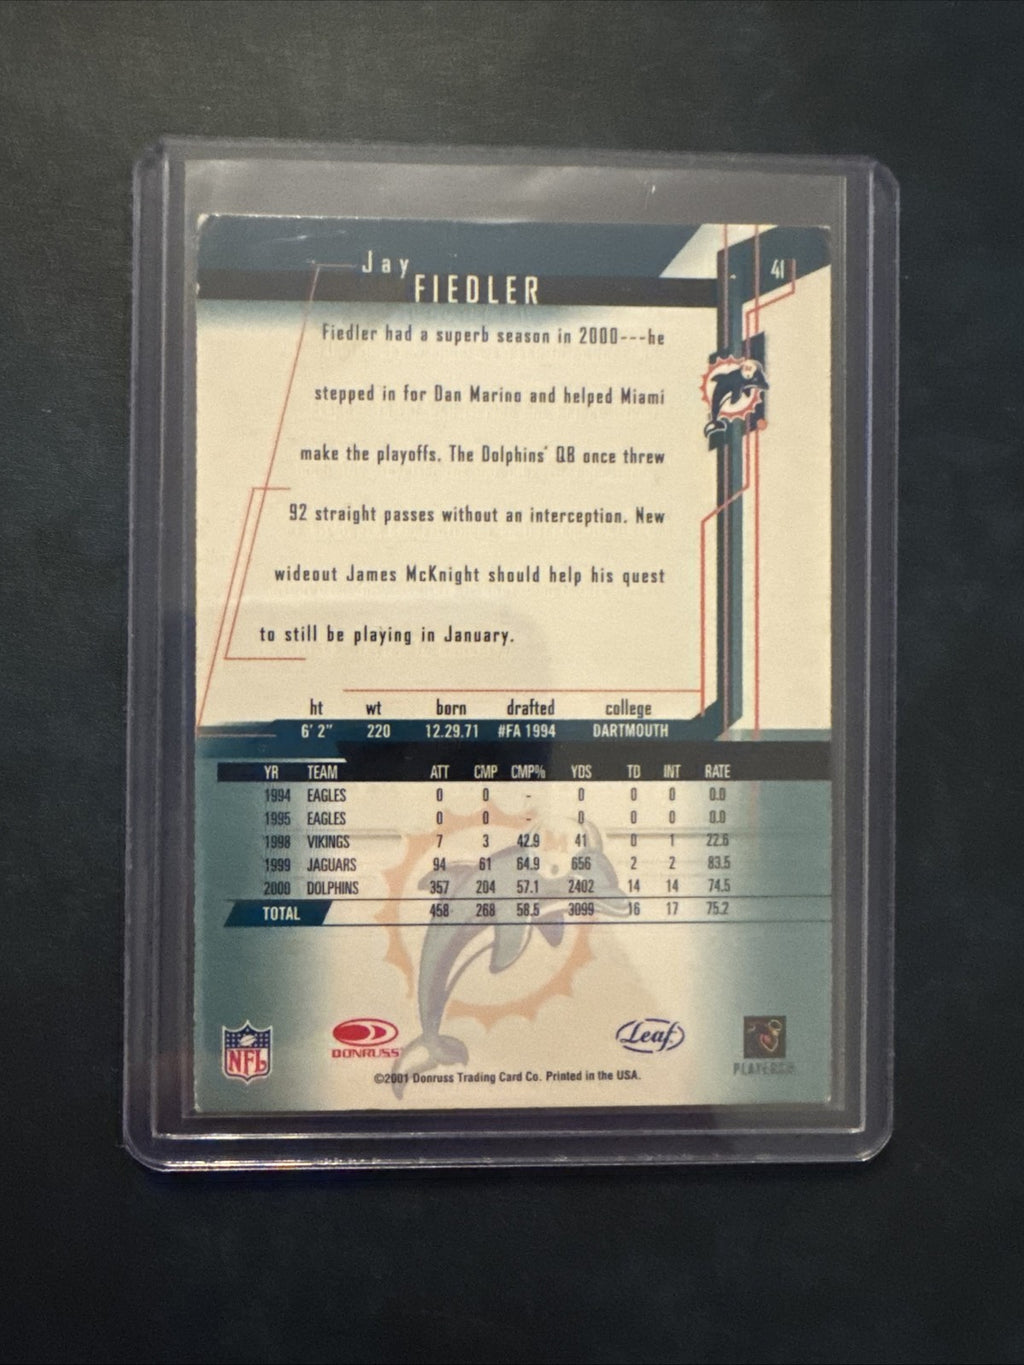 Jay
FIEDLER
41
Fiedler had a superb season in 2000---he
stepped in for Dan Marino and helped Miami
make the playoffs. The Dolphins' QB once threw
92 straight passes without an interception. New
wideout James McKnight should help his quest
to still be playing in January.
ht wt born drafted college
6' 2" 220 12.29.71 #FA 1994 DARTMOUTH
YR TEAM ATT CMP CMP% YDS TD INT RATE
1994 EAGLES 0 0 - 0 0 0 0.0
1995 EAGLES 0 0 - 0 0 0 0.0
1998 VIKINGS 7 3 42.9 41 0 1 22.6
1999 JAGUARS 94 61 64.9 656 2 2 83.5
2000 DOLPHINS 357 204 57.1 2402 14 14 74.5
TOTAL 458 268 58.5 3099 16 17 75.2
NFL
DONRUSS
Leaf
PLAYERS
©2001 Donruss Trading Card Co. Printed in the USA.